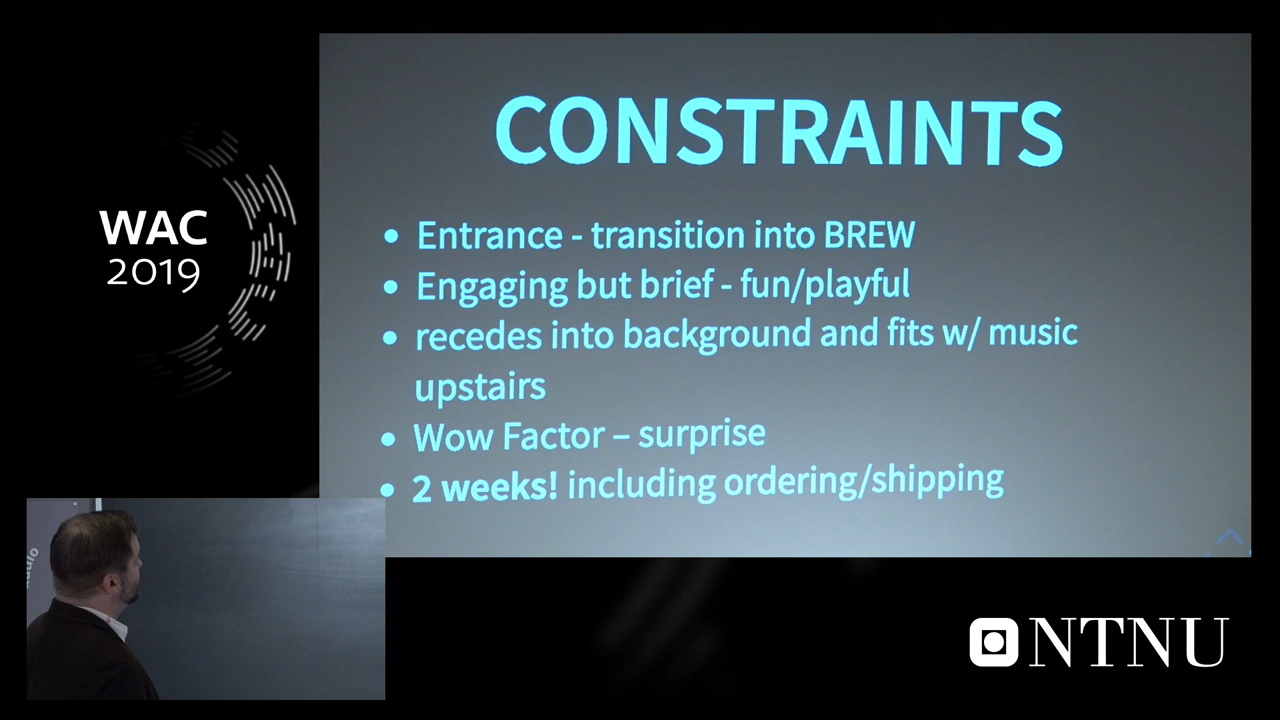 WAC
2019
CONSTRAINTS
• Entrance - transition into BREW
• Engaging but brief - fun/playful
• recedes into background and fits w/ music
upstairs
• Wow Factor – surprise
• 2 weeks! including ordering/shipping
NTNU